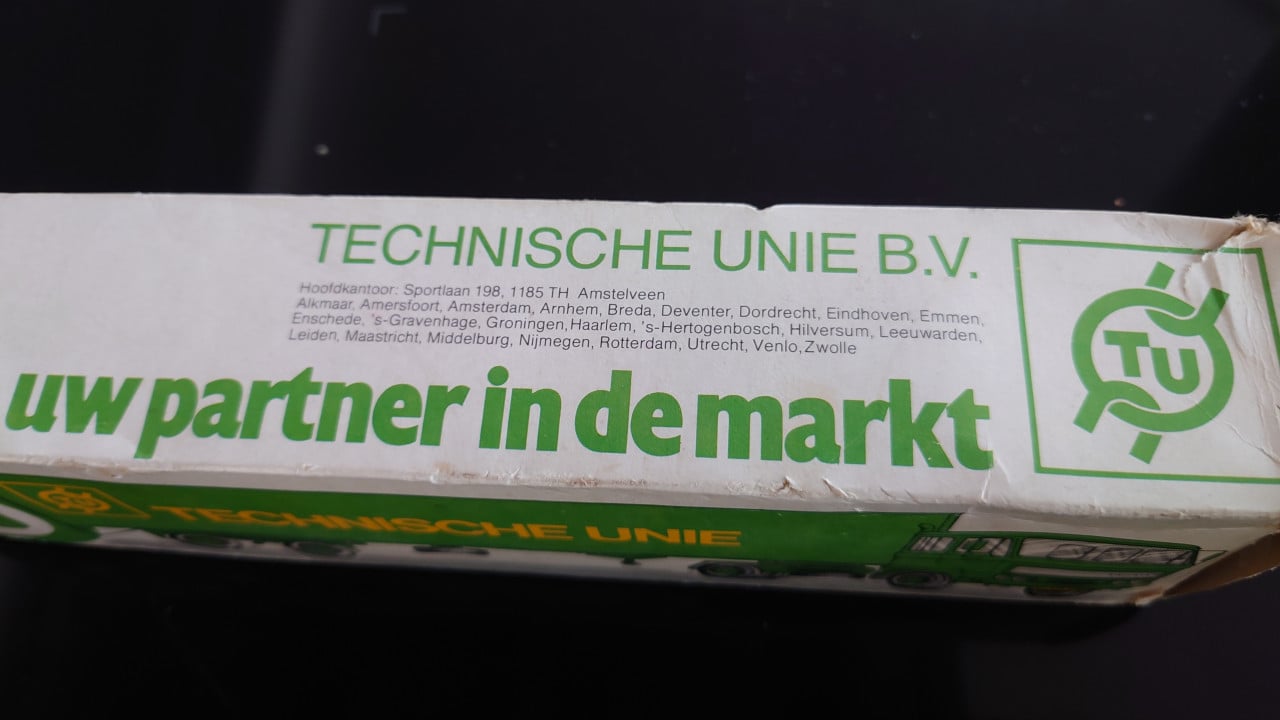 TECHNISCHE UNIE B.V.
Hoofdkantoor: Sportlaan 198, 1185 TH Amstelveen
Alkmaar, Amersfoort, Amsterdam, Arnhem, Breda, Deventer, Dordrecht, Eindhoven, Emmen,
Enschede, 's-Gravenhage, Groningen, Haarlem, 's-Hertogenbosch, Hilversum, Leeuwarden,
Leiden, Maastricht, Middelburg, Nijmegen, Rotterdam, Utrecht, Venlo, Zwolle
TU
uw partner in de markt
TECHNISCHE UNIE